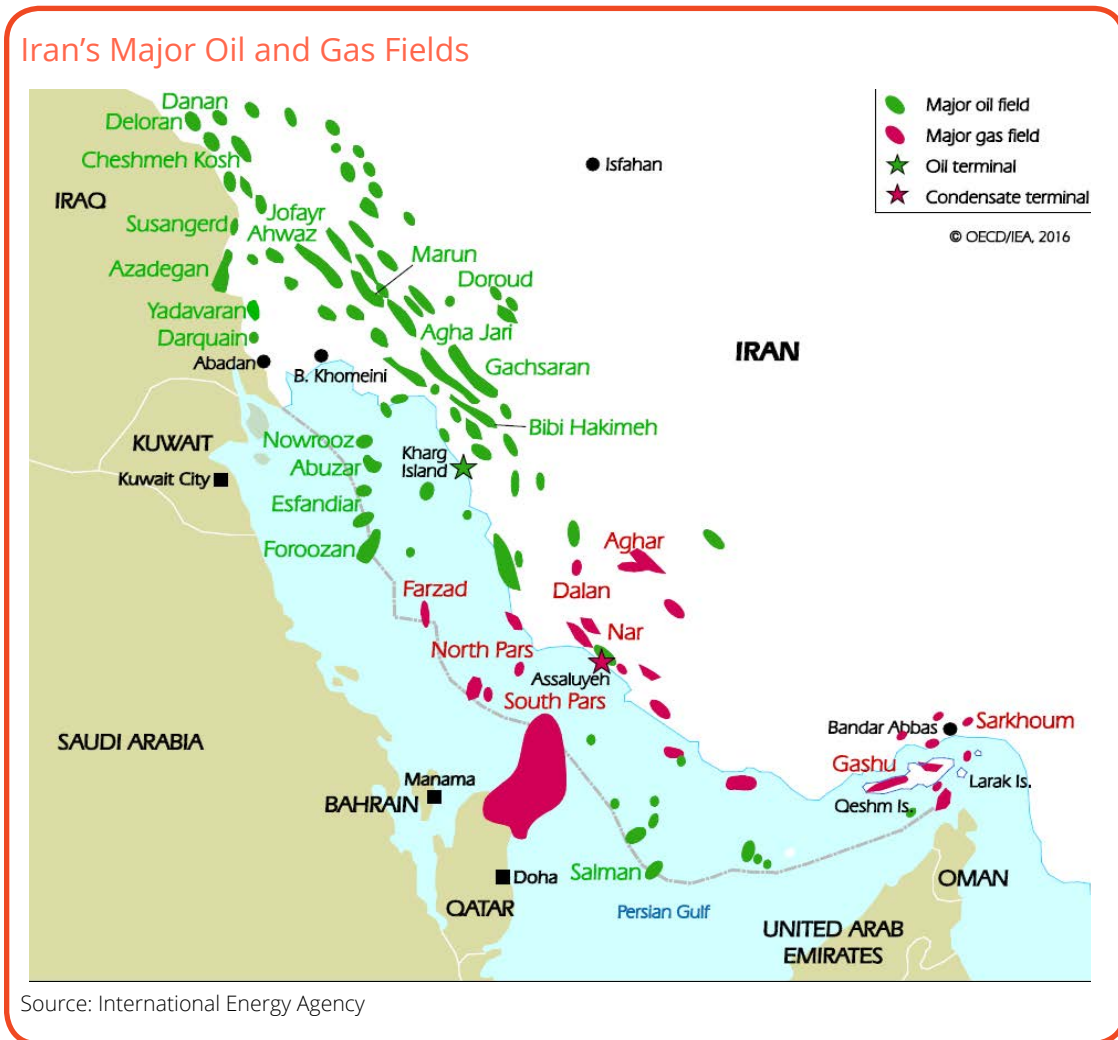 Iran’s Major Oil and Gas Fields
Major oil field
Major gas field
Oil terminal
Condensate terminal
© OECD/IEA, 2016
Danan
Deloran
Cheshmeh Kosh
Isfahan
IRAQ
Susangerd
Jofayr
Ahwaz
Marun
Azadegan
Doroud
Yadavaran
Agha Jari
Darquain
IRAN
Abadan
B. Khomeini
Gachsaran
Bibi Hakimeh
KUWAIT
Nowrooz
Kharg
Island
Kuwait City
Abuzar
Esfandiar
Foroozan
Aghar
Farzad
Dalan
Nar
North Pars
Assaluyeh
South Pars
SAUDI ARABIA
Bandar Abbas
Sarkhoum
Gashu
Manama
Larak Is.
BAHRAIN
Qeshm Is.
Doha
Salman
OMAN
QATAR
Persian Gulf
UNITED ARAB
EMIRATES
Source: International Energy Agency